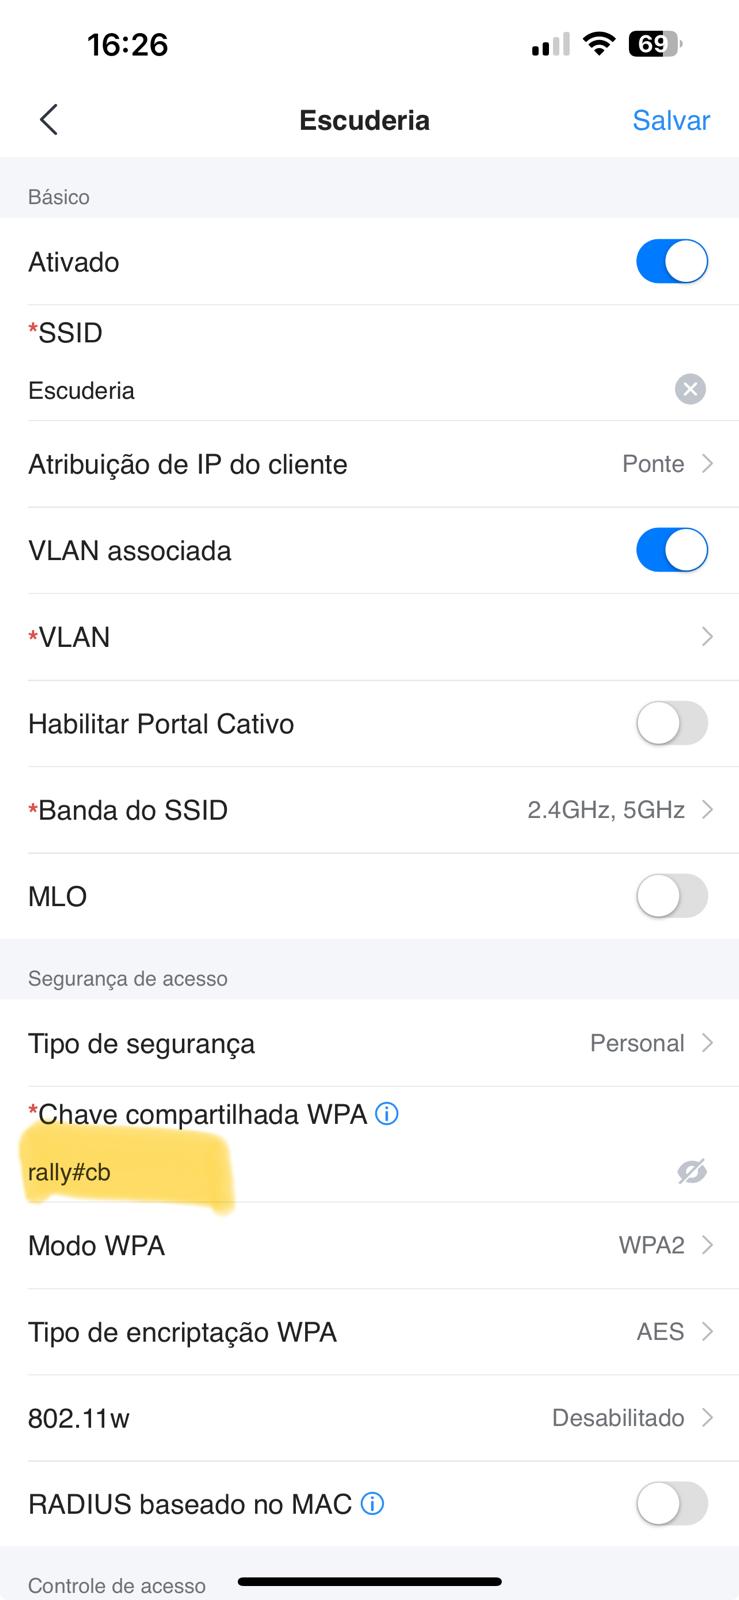 16:26
69
Escuderia
Salvar
Básico
Ativado
*SSID
Escuderia
Atribuição de IP do cliente Ponte
VLAN associada
*VLAN
Habilitar Portal Cativo
*Banda do SSID 2.4GHz, 5GHz
MLO
Segurança de acesso
Tipo de segurança Personal
*Chave compartilhada WPA
rally#cb
Modo WPA WPA2
Tipo de encriptação WPA AES
802.11w Desabilitado
RADIUS baseado no MAC
Controle de acesso